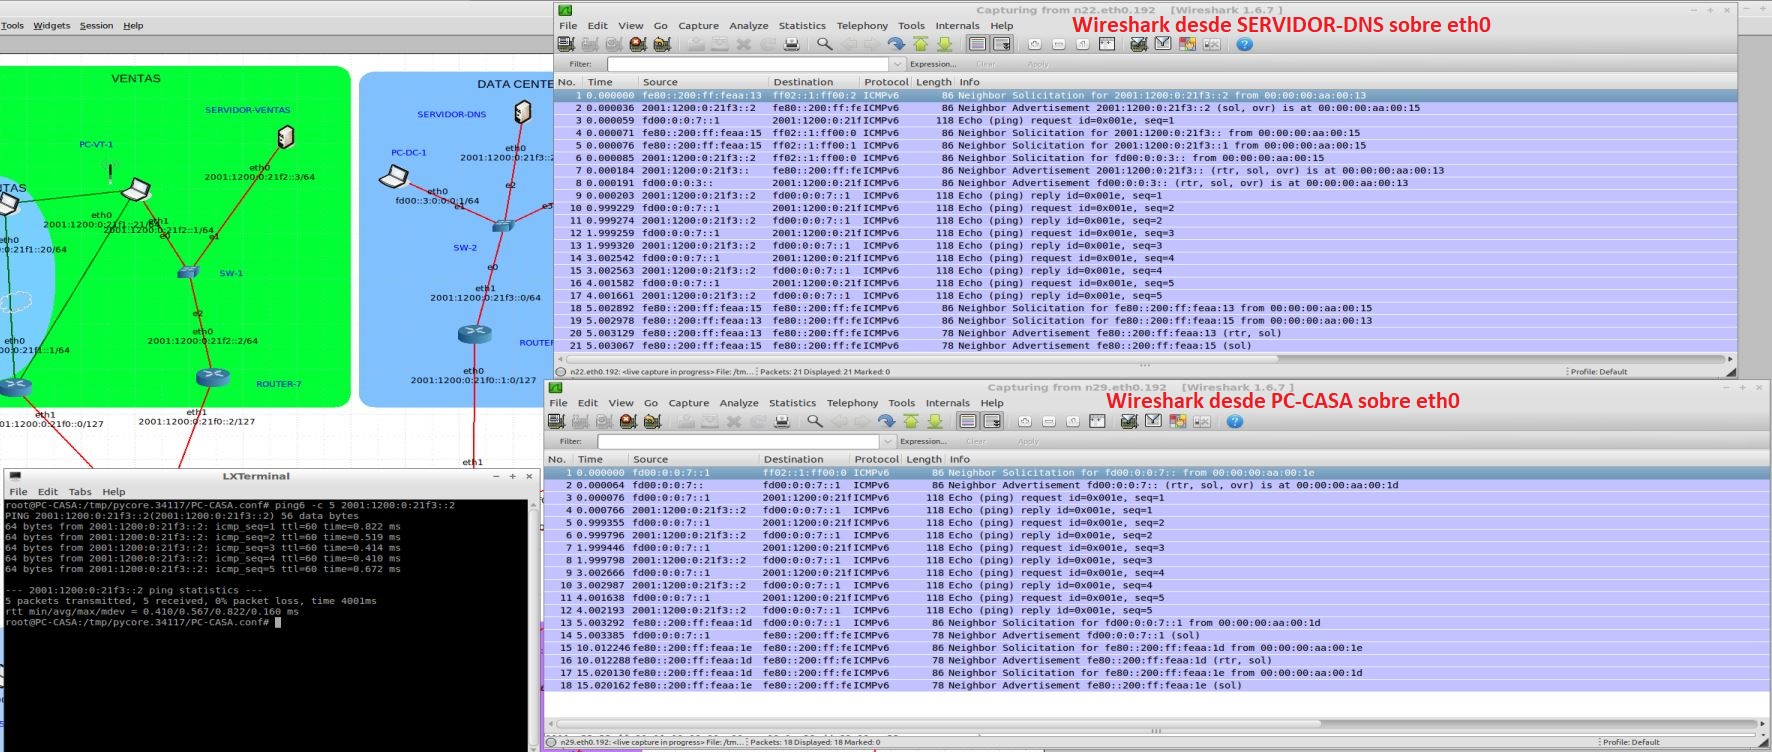 Tools Widgets Session Help
VENTAS
SERVIDOR-VENTAS
PC-VT-1
eth0
2001:1200:0:21f2::3/64
eth0
eth1
2001:1200:0:21f2::1/64
e0
e1
:0:21f1::20/64
SW-1
e2
eth0
2001:1200:0:21f2::2/64
eth0
00:0:21f1::1/64
ROUTER-7
eth1
01:1200:0:21f0::0/127
eth1
2001:1200:0:21f0::2/127
DATA CENTE
SERVIDOR-DNS
eth0
2001:1200:0:21f3::2
PC-DC-1
eth0
fd00::3:0:0:0:1/64
e1
e2
e3
SW-2
e0
eth1
2001:1200:0:21f3::0/64
ROUTEF
eth0
2001:1200:0:21f0::1:0/127
eth1
Capturing from n22.eth0.192 [Wireshark 1.6.7 ]
File Edit View Go Capture Analyze Statistics Telephony Tools Internals Help
Wireshark desde SERVIDOR-DNS sobre eth0
Filter: Expression... Clear Apply
No. Time Source Destination Protocol Length Info
1 0.000000 fe80::200:ff:feaa:13 ff02::1:ff00:2 ICMPv6 86 Neighbor Solicitation for 2001:1200:0:21f3::2 from 00:00:00:aa:00:13
2 0.000036 2001:1200:0:21f3::2 fe80::200:ff:fe ICMPv6 86 Neighbor Advertisement 2001:1200:0:21f3::2 (sol, ovr) is at 00:00:00:aa:00:15
3 0.000059 fd00:0:0:7::1 2001:1200:0:21f ICMPv6 118 Echo (ping) request id=0x001e, seq=1
4 0.000071 fe80::200:ff:feaa:15 ff02::1:ff00:0 ICMPv6 86 Neighbor Solicitation for 2001:1200:0:21f3:: from 00:00:00:aa:00:15
5 0.000076 fe80::200:ff:feaa:15 ff02::1:ff00:1 ICMPv6 86 Neighbor Solicitation for 2001:1200:0:21f3::1 from 00:00:00:aa:00:15
6 0.000085 2001:1200:0:21f3::2 ff02::1:ff00:0 ICMPv6 86 Neighbor Solicitation for fd00:0:0:3:: from 00:00:00:aa:00:15
7 0.000184 fe80::200:ff:feaa:13 2001:1200:0:21f ICMPv6 86 Neighbor Advertisement 2001:1200:0:21f3:: (rtr, sol, ovr) is at 00:00:00:aa:00:13
8 0.000191 fd00:0:0:3:: 2001:1200:0:21f ICMPv6 86 Neighbor Advertisement fd00:0:0:3:: (rtr, sol, ovr) is at 00:00:00:aa:00:13
9 0.000203 2001:1200:0:21f3::2 fd00:0:0:7::1 ICMPv6 118 Echo (ping) reply id=0x001e, seq=1
10 0.999229 fd00:0:0:7::1 2001:1200:0:21f ICMPv6 118 Echo (ping) request id=0x001e, seq=2
11 0.999274 2001:1200:0:21f3::2 fd00:0:0:7::1 ICMPv6 118 Echo (ping) reply id=0x001e, seq=2
12 1.999259 fd00:0:0:7::1 2001:1200:0:21f ICMPv6 118 Echo (ping) request id=0x001e, seq=3
13 1.999320 2001:1200:0:21f3::2 fd00:0:0:7::1 ICMPv6 118 Echo (ping) reply id=0x001e, seq=3
14 3.002542 fd00:0:0:7::1 2001:1200:0:21f ICMPv6 118 Echo (ping) request id=0x001e, seq=4
15 3.002563 2001:1200:0:21f3::2 fd00:0:0:7::1 ICMPv6 118 Echo (ping) reply id=0x001e, seq=4
16 4.001582 fd00:0:0:7::1 2001:1200:0:21f ICMPv6 118 Echo (ping) request id=0x001e, seq=5
17 4.001661 2001:1200:0:21f3::2 fd00:0:0:7::1 ICMPv6 118 Echo (ping) reply id=0x001e, seq=5
18 5.002892 fe80::200:ff:feaa:15 fe80::200:ff:fe ICMPv6 86 Neighbor Solicitation for fe80::200:ff:feaa:13 from 00:00:00:aa:00:15
19 5.002978 fe80::200:ff:feaa:13 fe80::200:ff:fe ICMPv6 86 Neighbor Solicitation for fe80::200:ff:feaa:15 from 00:00:00:aa:00:13
20 5.003129 fe80::200:ff:feaa:13 fe80::200:ff:fe ICMPv6 78 Neighbor Advertisement fe80::200:ff:feaa:13 (rtr, sol)
21 5.003067 fe80::200:ff:feaa:15 fe80::200:ff:fe ICMPv6 78 Neighbor Advertisement fe80::200:ff:feaa:15 (sol)
n22.eth0.192: <live capture in progress> File: /tm... Packets: 21 Displayed: 21 Marked: 0 Profile: Default
Capturing from n29.eth0.192 [Wireshark 1.6.7 ]
File Edit View Go Capture Analyze Statistics Telephony Tools Internals Help
Wireshark desde PC-CASA sobre eth0
Filter: Expression... Clear Apply
No. Time Source Destination Protocol Length Info
1 0.000000 fd00:0:0:7::1 ff02::1:ff00:0 ICMPv6 86 Neighbor Solicitation for fd00:0:0:7:: from 00:00:00:aa:00:1e
2 0.000064 fd00:0:0:7:: fd00:0:0:7::1 ICMPv6 86 Neighbor Advertisement fd00:0:0:7:: (rtr, sol, ovr) is at 00:00:00:aa:00:1d
3 0.000076 fd00:0:0:7::1 2001:1200:0:21f ICMPv6 118 Echo (ping) request id=0x001e, seq=1
4 0.000766 2001:1200:0:21f3::2 fd00:0:0:7::1 ICMPv6 118 Echo (ping) reply id=0x001e, seq=1
5 0.999355 fd00:0:0:7::1 2001:1200:0:21f ICMPv6 118 Echo (ping) request id=0x001e, seq=2
6 0.999796 2001:1200:0:21f3::2 fd00:0:0:7::1 ICMPv6 118 Echo (ping) reply id=0x001e, seq=2
7 1.999446 fd00:0:0:7::1 2001:1200:0:21f ICMPv6 118 Echo (ping) request id=0x001e, seq=3
8 1.999798 2001:1200:0:21f3::2 fd00:0:0:7::1 ICMPv6 118 Echo (ping) reply id=0x001e, seq=3
9 3.002666 fd00:0:0:7::1 2001:1200:0:21f ICMPv6 118 Echo (ping) request id=0x001e, seq=4
10 3.002987 2001:1200:0:21f3::2 fd00:0:0:7::1 ICMPv6 118 Echo (ping) reply id=0x001e, seq=4
11 4.001638 fd00:0:0:7::1 2001:1200:0:21f ICMPv6 118 Echo (ping) request id=0x001e, seq=5
12 4.002193 2001:1200:0:21f3::2 fd00:0:0:7::1 ICMPv6 118 Echo (ping) reply id=0x001e, seq=5
13 5.003292 fe80::200:ff:feaa:1d fd00:0:0:7::1 ICMPv6 86 Neighbor Solicitation for fd00:0:0:7::1 from 00:00:00:aa:00:1d
14 5.003385 fd00:0:0:7::1 fe80::200:ff:fe ICMPv6 78 Neighbor Advertisement fd00:0:0:7::1 (sol)
15 10.012246 fe80::200:ff:feaa:1e fe80::200:ff:fe ICMPv6 86 Neighbor Solicitation for fe80::200:ff:feaa:1d from 00:00:00:aa:00:1e
16 10.012288 fe80::200:ff:feaa:1d fe80::200:ff:fe ICMPv6 78 Neighbor Advertisement fe80::200:ff:feaa:1d (rtr, sol)
17 15.020130 fe80::200:ff:feaa:1d fe80::200:ff:fe ICMPv6 86 Neighbor Solicitation for fe80::200:ff:feaa:1e from 00:00:00:aa:00:1d
18 15.020162 fe80::200:ff:feaa:1e fe80::200:ff:fe ICMPv6 78 Neighbor Advertisement fe80::200:ff:feaa:1e (sol)
n29.eth0.192: <live capture in progress> File: /tm... Packets: 18 Displayed: 18 Marked: 0 Profile: Default
LXTerminal
File Edit Tabs Help
root@PC-CASA:/tmp/pycore.34117/PC-CASA.conf# ping6 -c 5 2001:1200:0:21f3::2
PING 2001:1200:0:21f3::2(2001:1200:0:21f3::2) 56 data bytes
64 bytes from 2001:1200:0:21f3::2: icmp_seq=1 ttl=60 time=0.822 ms
64 bytes from 2001:1200:0:21f3::2: icmp_seq=2 ttl=60 time=0.519 ms
64 bytes from 2001:1200:0:21f3::2: icmp_seq=3 ttl=60 time=0.414 ms
64 bytes from 2001:1200:0:21f3::2: icmp_seq=4 ttl=60 time=0.410 ms
64 bytes from 2001:1200:0:21f3::2: icmp_seq=5 ttl=60 time=0.672 ms
--- 2001:1200:0:21f3::2 ping statistics ---
5 packets transmitted, 5 received, 0% packet loss, time 4001ms
rtt min/avg/max/mdev = 0.410/0.567/0.822/0.160 ms
root@PC-CASA:/tmp/pycore.34117/PC-CASA.conf#